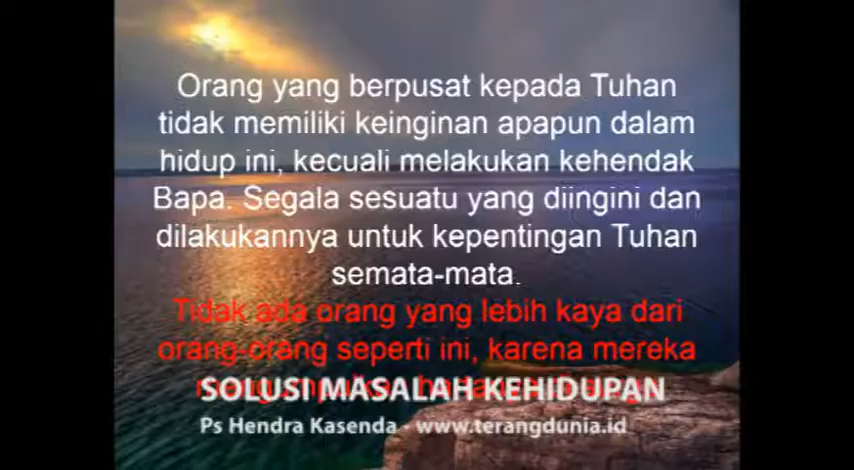 Orang yang berpusat kepada Tuhan
tidak memiliki keinginan apapun dalam
hidup ini, kecuali melakukan kehendak
Bapa. Segala sesuatu yang diingini dan
dilakukannya untuk kepentingan Tuhan
semata-mata.
Tidak ada orang yang lebih kaya dari
orang-orang seperti ini, karena mereka
SOLUSI MASALAH KEHIDUPAN
Ps Hendra Kasenda - www.terangdunia.id